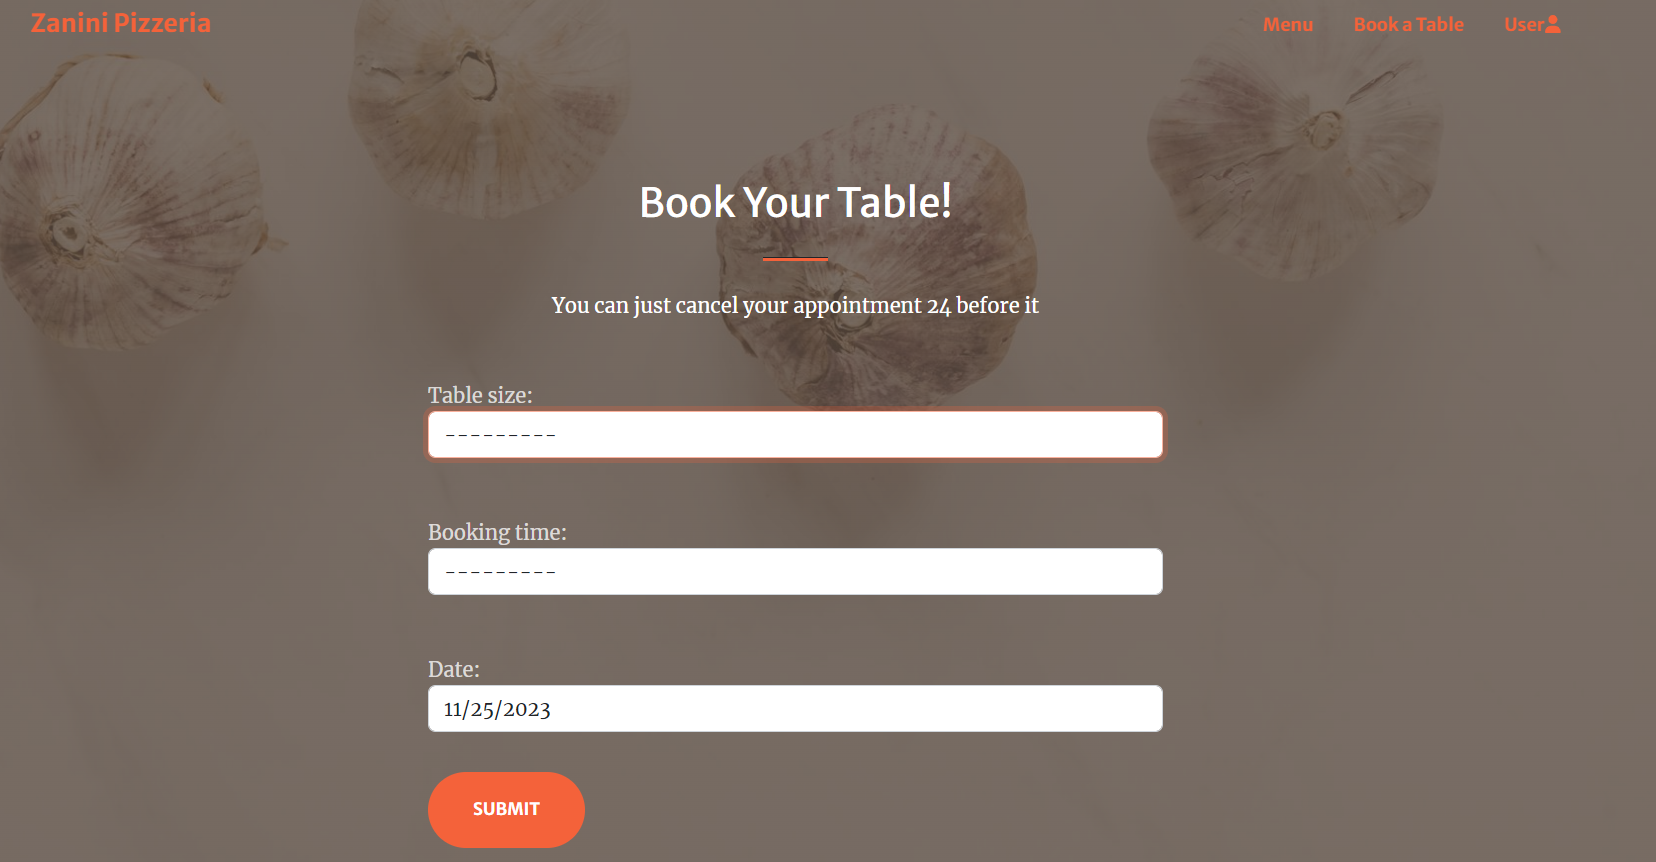 Zanini Pizzeria
Menu
Book a Table
User
Book Your Table!
You can just cancel your appointment 24 before it
Table size:
---------
Booking time:
---------
Date:
11/25/2023
SUBMIT